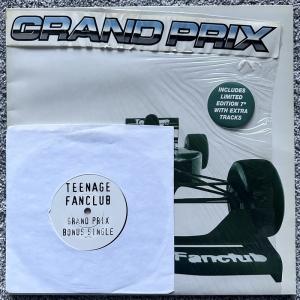 GRAND PRIX
INCLUDES
LIMITED
EDITION 7"
WITH EXTRA
TRACKS
TEENAGE
FANCLUB
GRAND PRIX
BONUS SINGLE
Fanclub